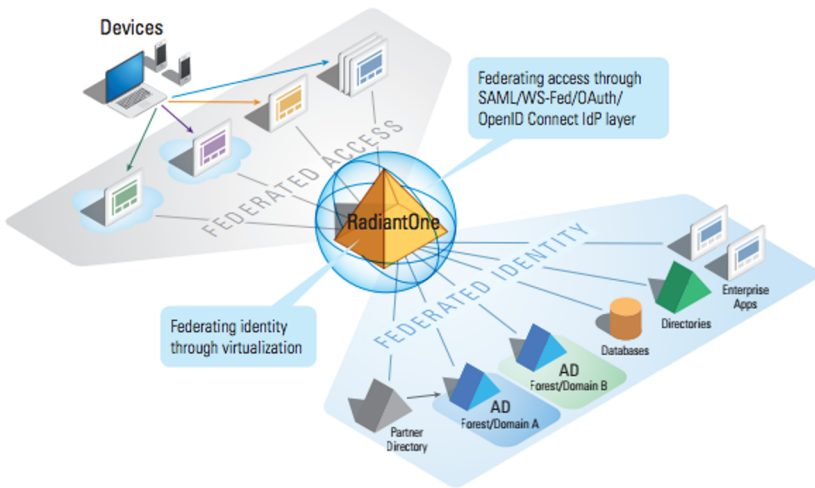 Devices
Federating access through
SAML/WS-Fed/OAuth/
OpenID Connect IdP layer
FEDERATED ACCESS
RadiantOne
FEDERATED IDENTITY
Federating identity
through virtualization
Enterprise
Apps
Directories
Databases
AD
Forest/Domain B
AD
Forest/Domain A
Partner
Directory